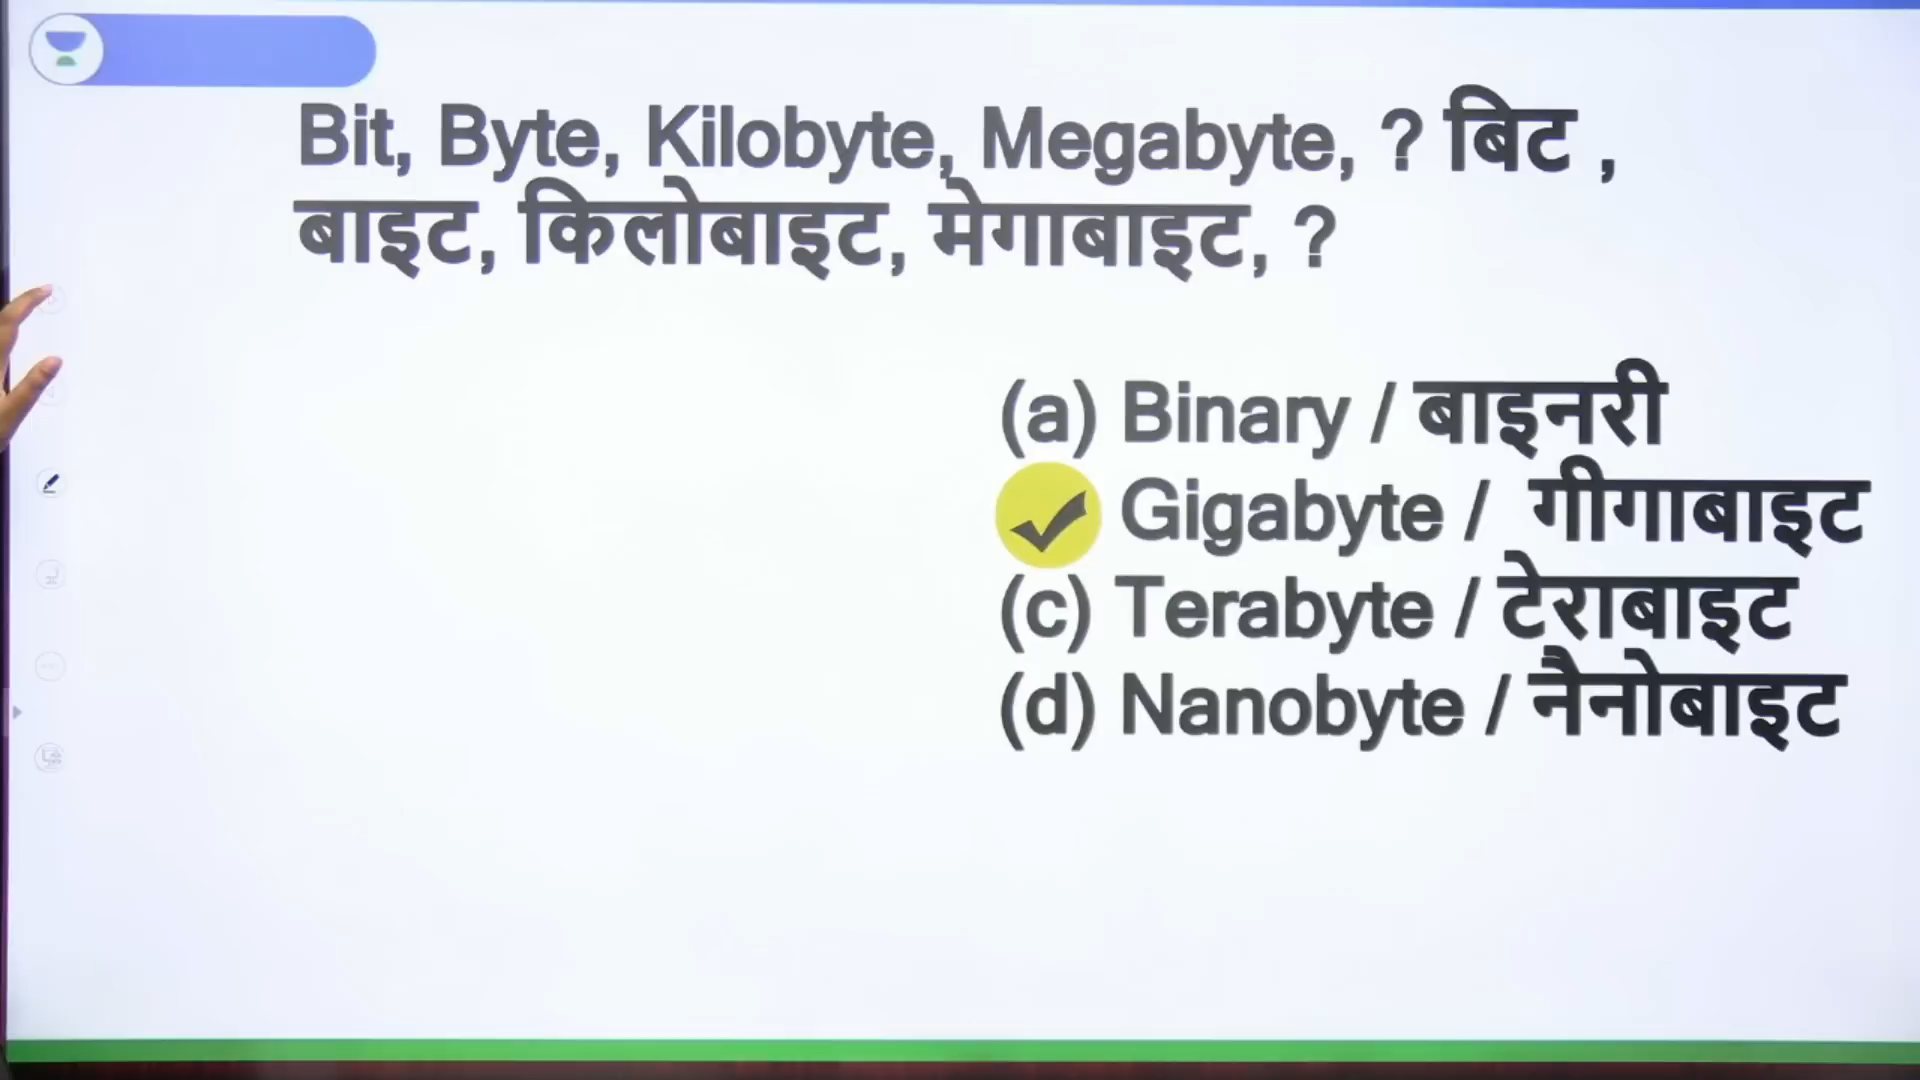 Bit, Byte, Kilobyte, Megabyte, ? बिट ,
बाइट, किलोबाइट, मेगाबाइट, ?
(a) Binary / बाइनरी
Gigabyte / गीगाबाइट
(c) Terabyte / टेराबाइट
(d) Nanobyte / नैनोबाइट